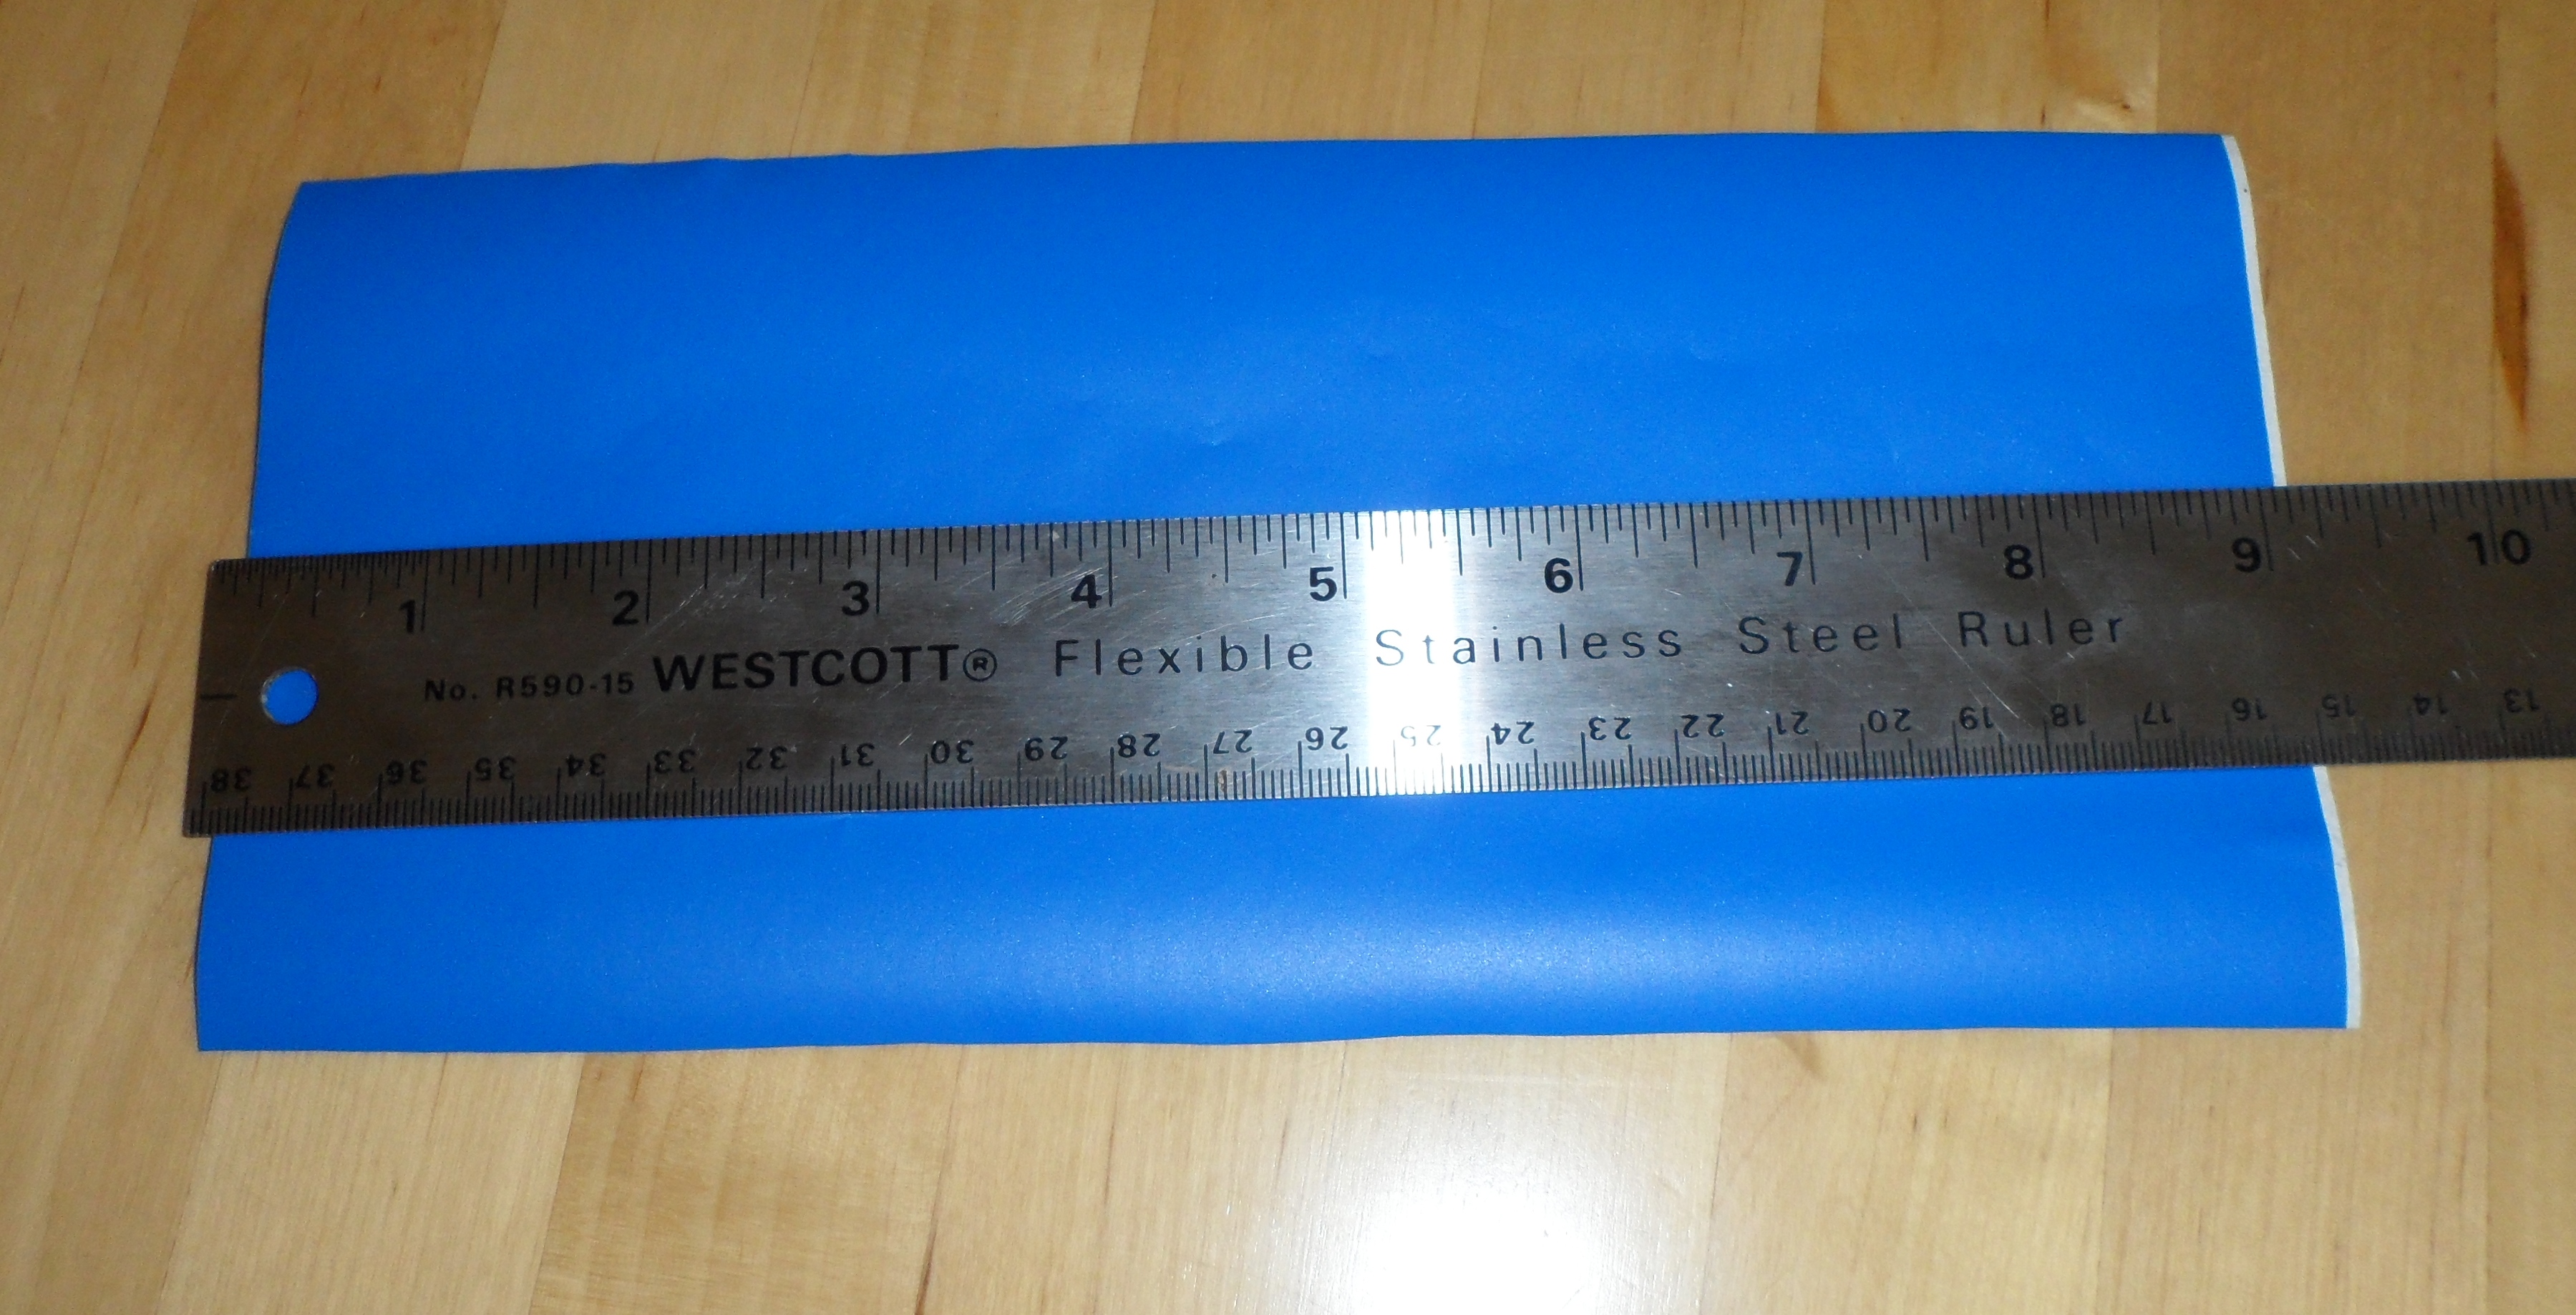 1 2 3 4 5 6 7 8 9 10
No. R590-15 WESTCOTT® Flexible Stainless Steel Ruler
38 37 36 35 34 33 32 31 30 29 28 27 26 25 24 23 22 21 20 19 18 17 16 15 14 13